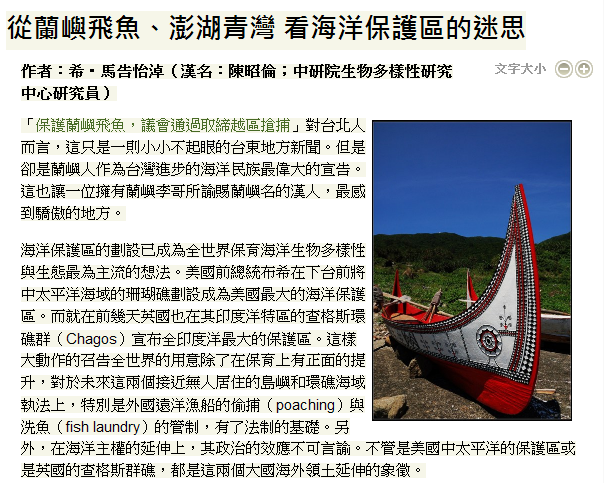 從蘭嶼飛魚、澎湖青灣 看海洋保護區的迷思
作者：希‧馬告怡淖（漢名：陳昭倫；中研院生物多樣性研究
中心研究員）
文字大小
「保護蘭嶼飛魚，議會通過取締越區搶捕」對台北人
而言，這只是一則小小不起眼的台東地方新聞。但是
卻是蘭嶼人作為台灣進步的海洋民族最偉大的宣告。
這也讓一位擁有蘭嶼李哥所諭賜蘭嶼名的漢人，最感
到驕傲的地方。
海洋保護區的劃設已成為全世界保育海洋生物多樣性
與生態最為主流的想法。美國前總統布希在下台前將
中太平洋海域的珊瑚礁劃設成為美國最大的海洋保護
區。而就在前幾天英國也在其印度洋特區的查格斯環
礁群（Chagos）宣布全印度洋最大的保護區。這樣
大動作的召告全世界的用意除了在保育上有正面的提
升，對於未來這兩個接近無人居住的島嶼和環礁海域
執法上，特別是外國遠洋漁船的偷捕（poaching）與
洗魚（fish laundry）的管制，有了法制的基礎。另
外，在海洋主權的延伸上，其政治的效應不可言諭。不管是美國中太平洋的保護區或
是英國的查格斯群礁，都是這兩個大國海外領土延伸的象徵。